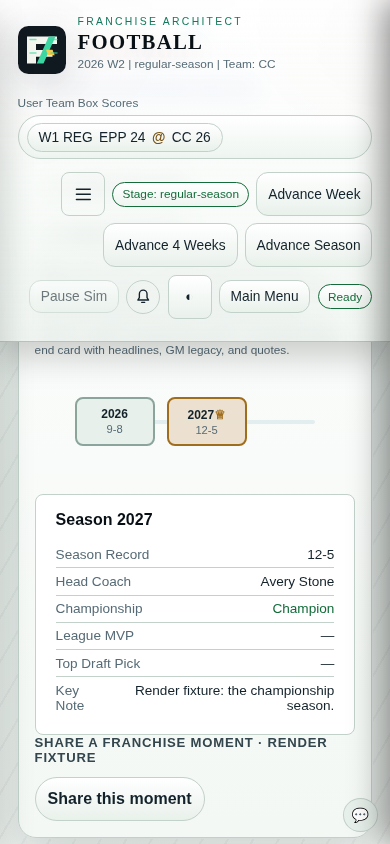 FRANCHISE ARCHITECT
FOOTBALL
2026 W2 | regular-season | Team: CC
User Team Box Scores
W1 REG EPP 24 @ CC 26
Stage: regular-season
Advance Week
Advance 4 Weeks
Advance Season
Pause Sim
Main Menu
Ready
end card with headlines, GM legacy, and quotes.
2026
9-8
2027♛
12-5
Season 2027
Season Record 12-5
Head Coach Avery Stone
Championship Champion
League MVP —
Top Draft Pick —
Key Note Render fixture: the championship season.
SHARE A FRANCHISE MOMENT · RENDER
FIXTURE
Share this moment